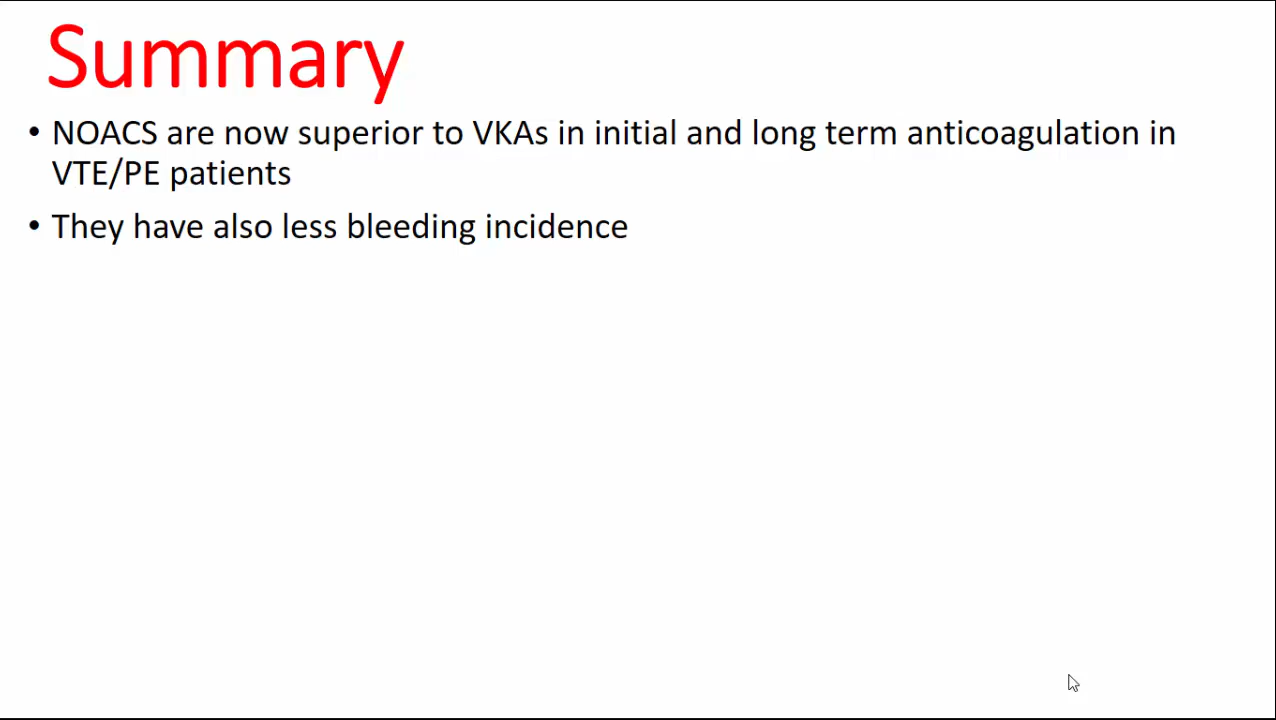 Summary
• NOACS are now superior to VKAs in initial and long term anticoagulation in
VTE/PE patients
• They have also less bleeding incidence